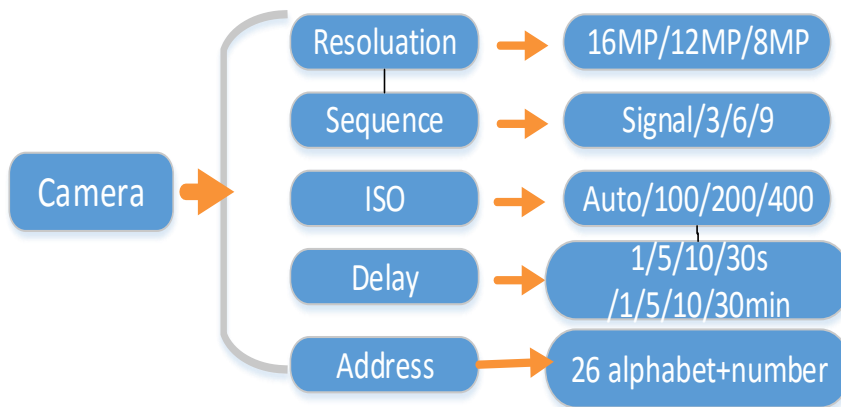 Resoluation
16MP/12MP/8MP
Sequence
Signal/3/6/9
Camera
ISO
Auto/100/200/400
Delay
1/5/10/30s
/1/5/10/30min
Address
26 alphabet+number